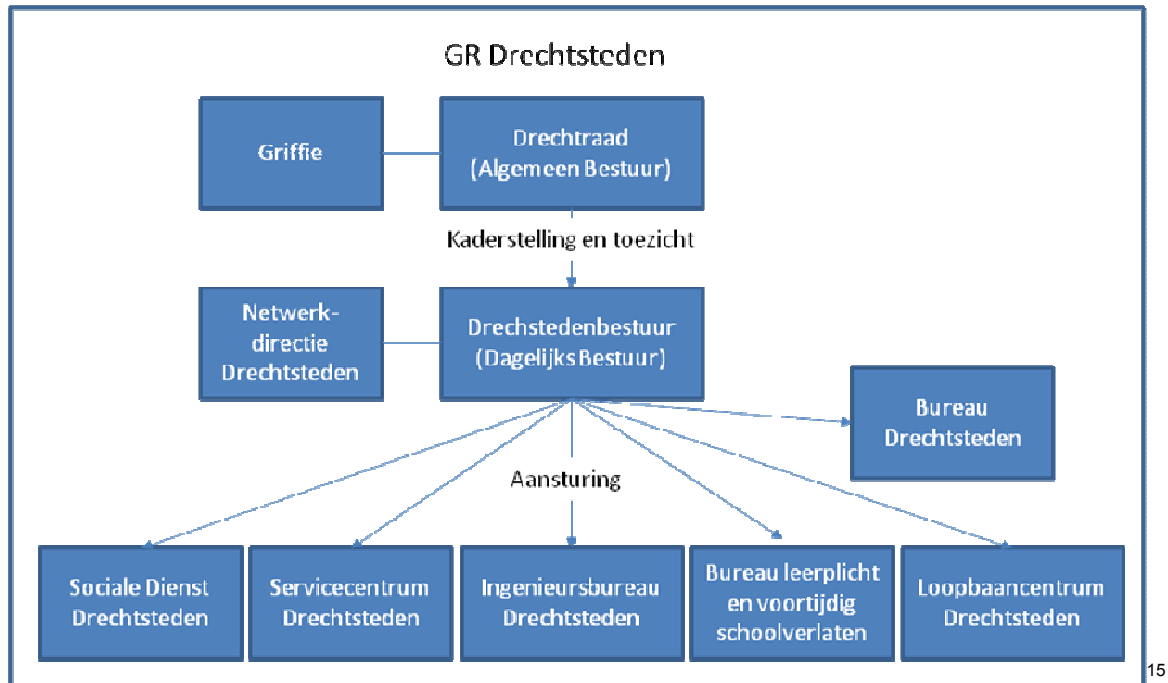 GR Drechtsteden
Griffie
Drechtraad
(Algemeen Bestuur)
Kaderstelling en toezicht
Netwerk-
directie
Drechtsteden
Drechstedenbestuur
(Dagelijks Bestuur)
Bureau
Drechtsteden
Aansturing
Sociale Dienst
Drechtsteden
Servicecentrum
Drechtsteden
Ingenieursbureau
Drechtsteden
Bureau leerplicht
en voortijdig
schoolverlaten
Loopbaancentrum
Drechtsteden
15